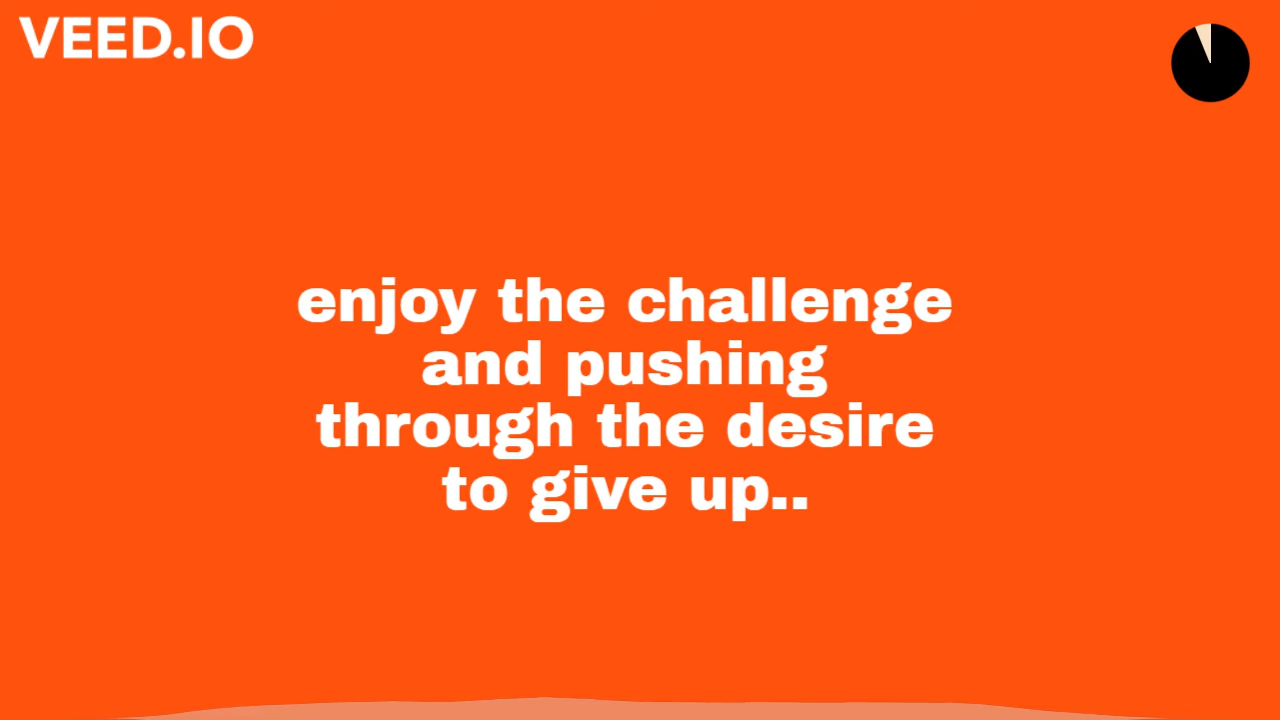 VEED.IO
enjoy the challenge
and pushing
through the desire
to give up..